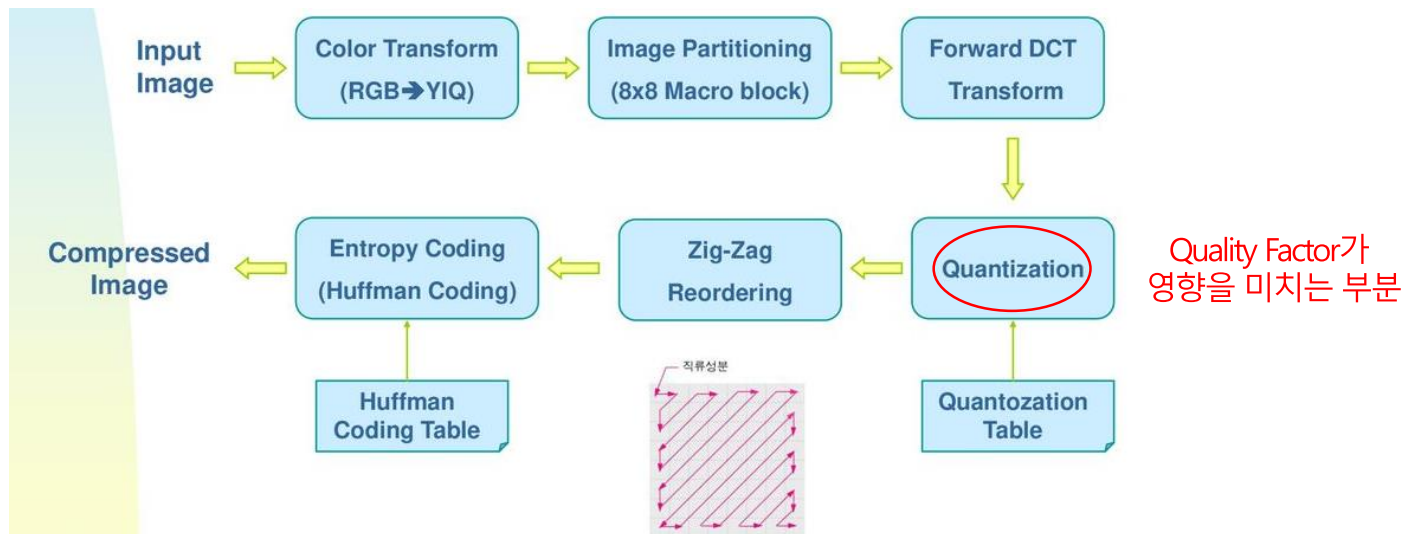 Input
Image
Color Transform
(RGB➔YIQ)
Image Partitioning
(8x8 Macro block)
Forward DCT
Transform
Compressed
Image
Entropy Coding
(Huffman Coding)
Zig-Zag
Reordering
Quantization
Quality Factor가
영향을 미치는 부분
Huffman
Coding Table
직류성분
Quantozation
Table